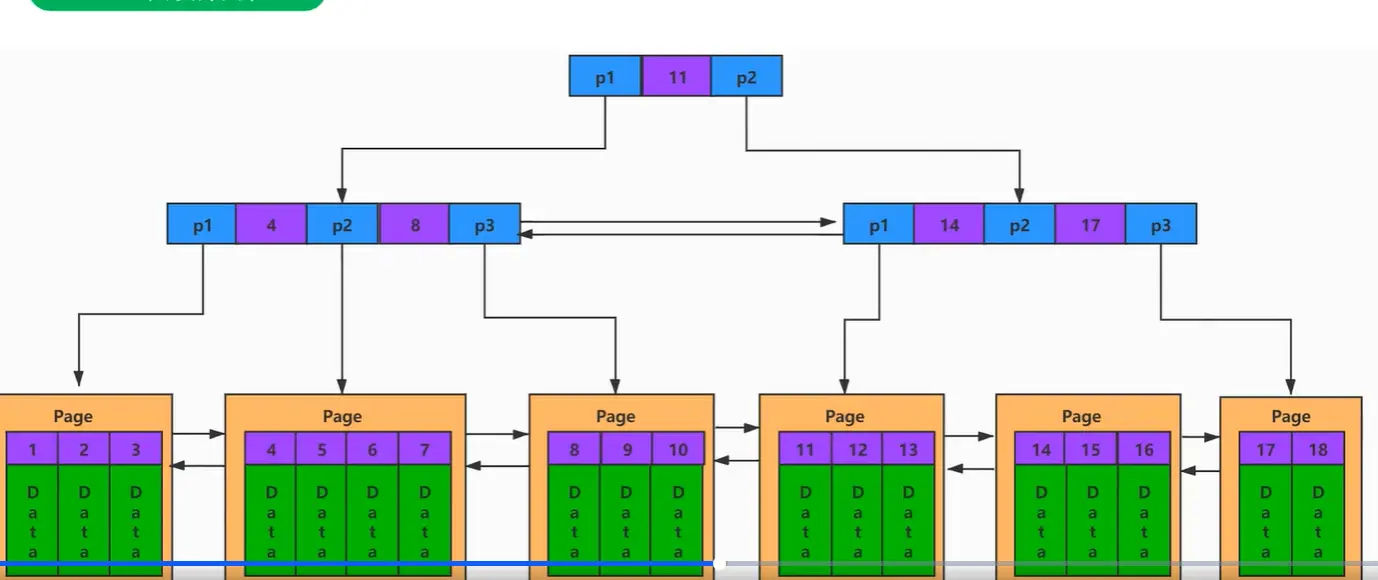 p1 11 p2
p1 4 p2 8 p3
p1 14 p2 17 p3
Page
1 2 3
Data Data Data
Page
4 5 6 7
Data Data Data Data
Page
8 9 10
Data Data Data
Page
11 12 13
Data Data Data
Page
14 15 16
Data Data Data
Page
17 18
Data Data